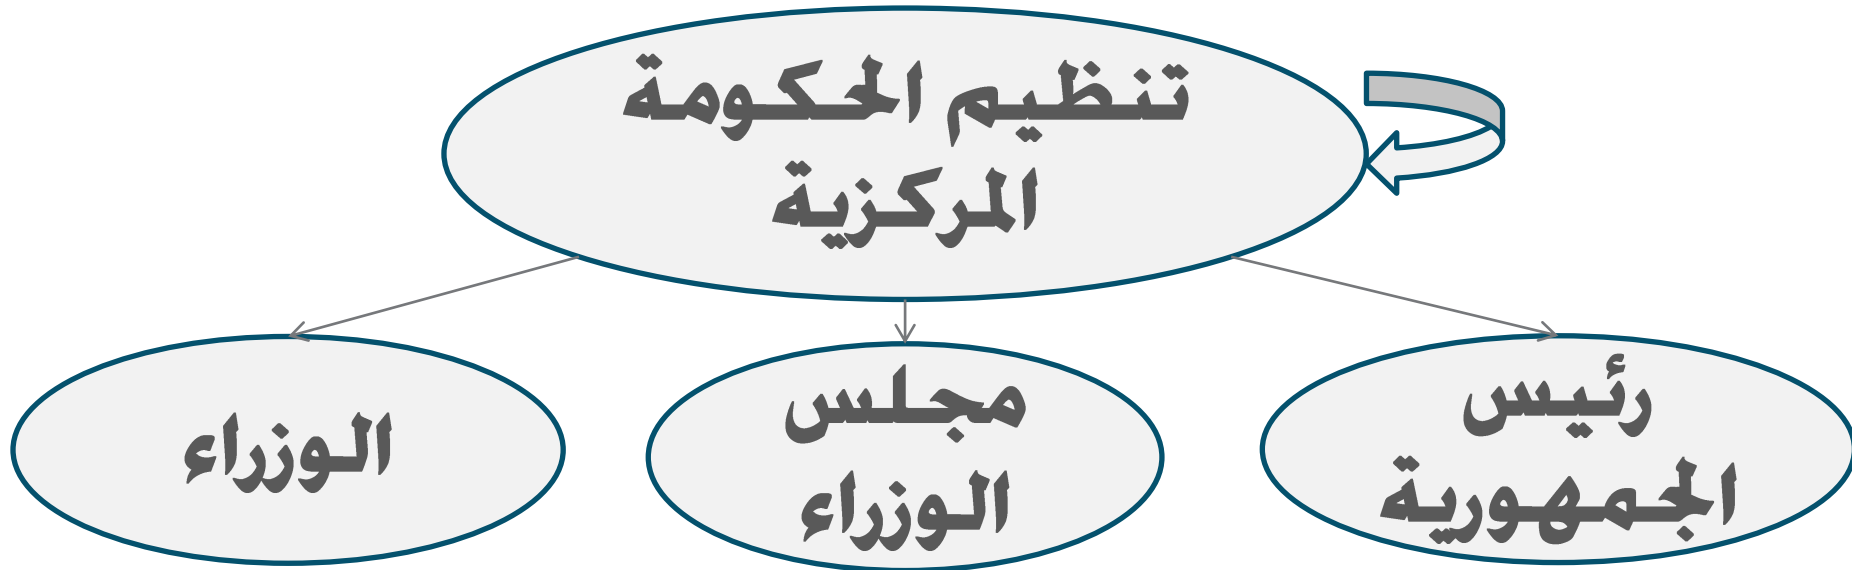 تنظيم الحكومة
المركزية
رئيس
الجمهورية
مجلس
الوزراء
الوزراء